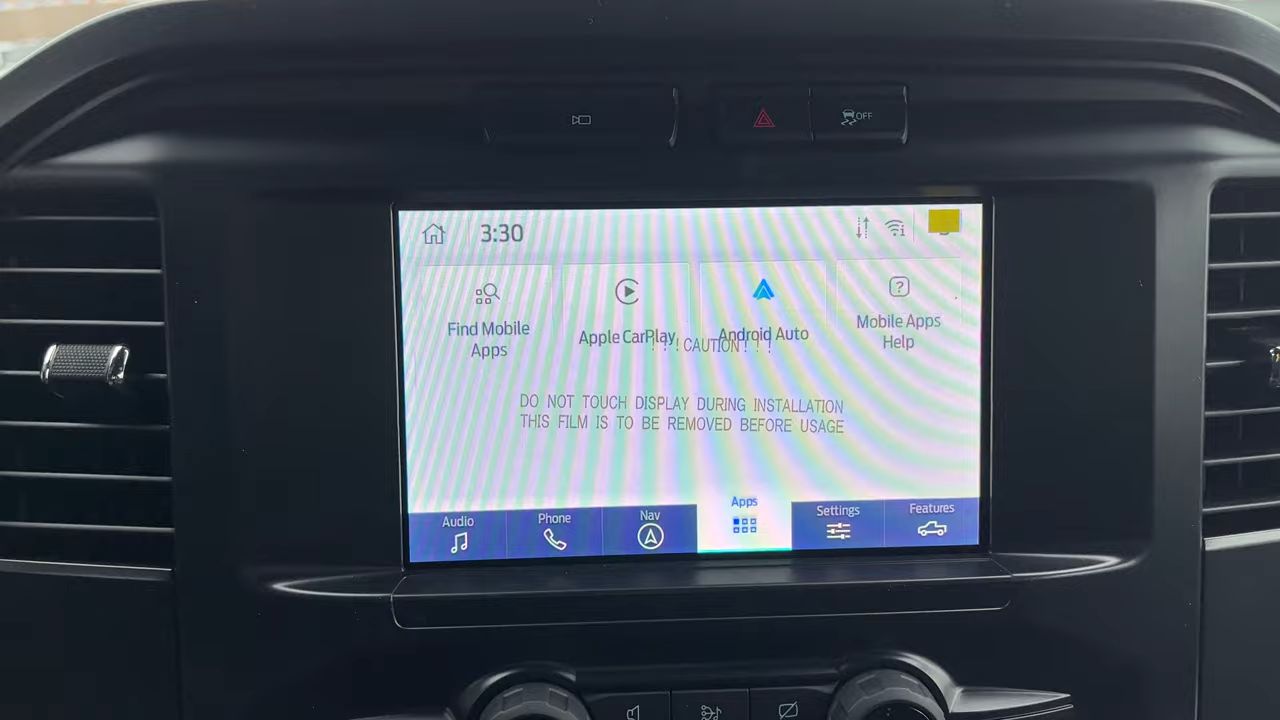 OFF
3:30
Find Mobile
Apps
Apple CarPlay
Android Auto
Mobile Apps
Help
! ! ! CAUTION ! ! !
DO NOT TOUCH DISPLAY DURING INSTALLATION
THIS FILM IS TO BE REMOVED BEFORE USAGE
Audio
Phone
Nav
Apps
Settings
Features